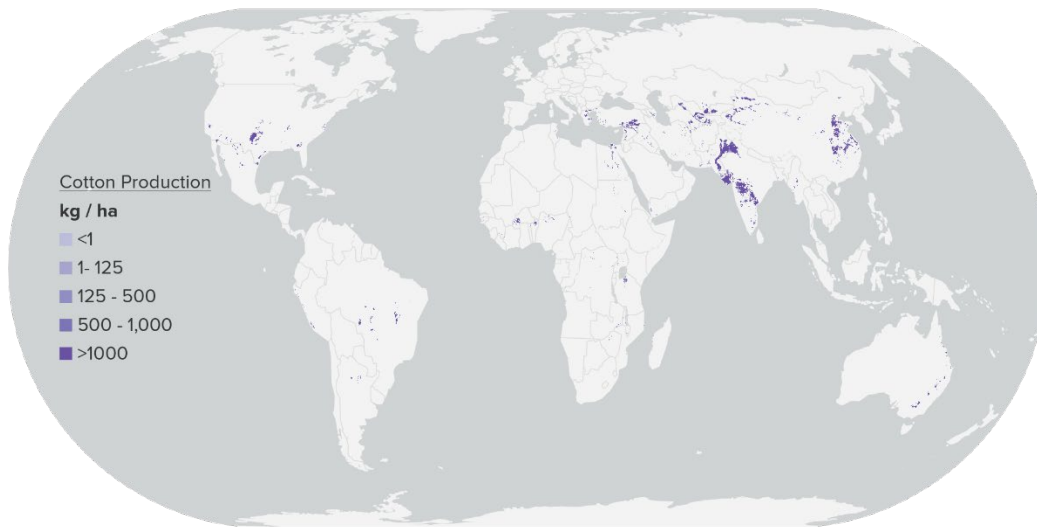 Cotton Production
kg / ha
<1
1- 125
125 - 500
500 - 1,000
>1000